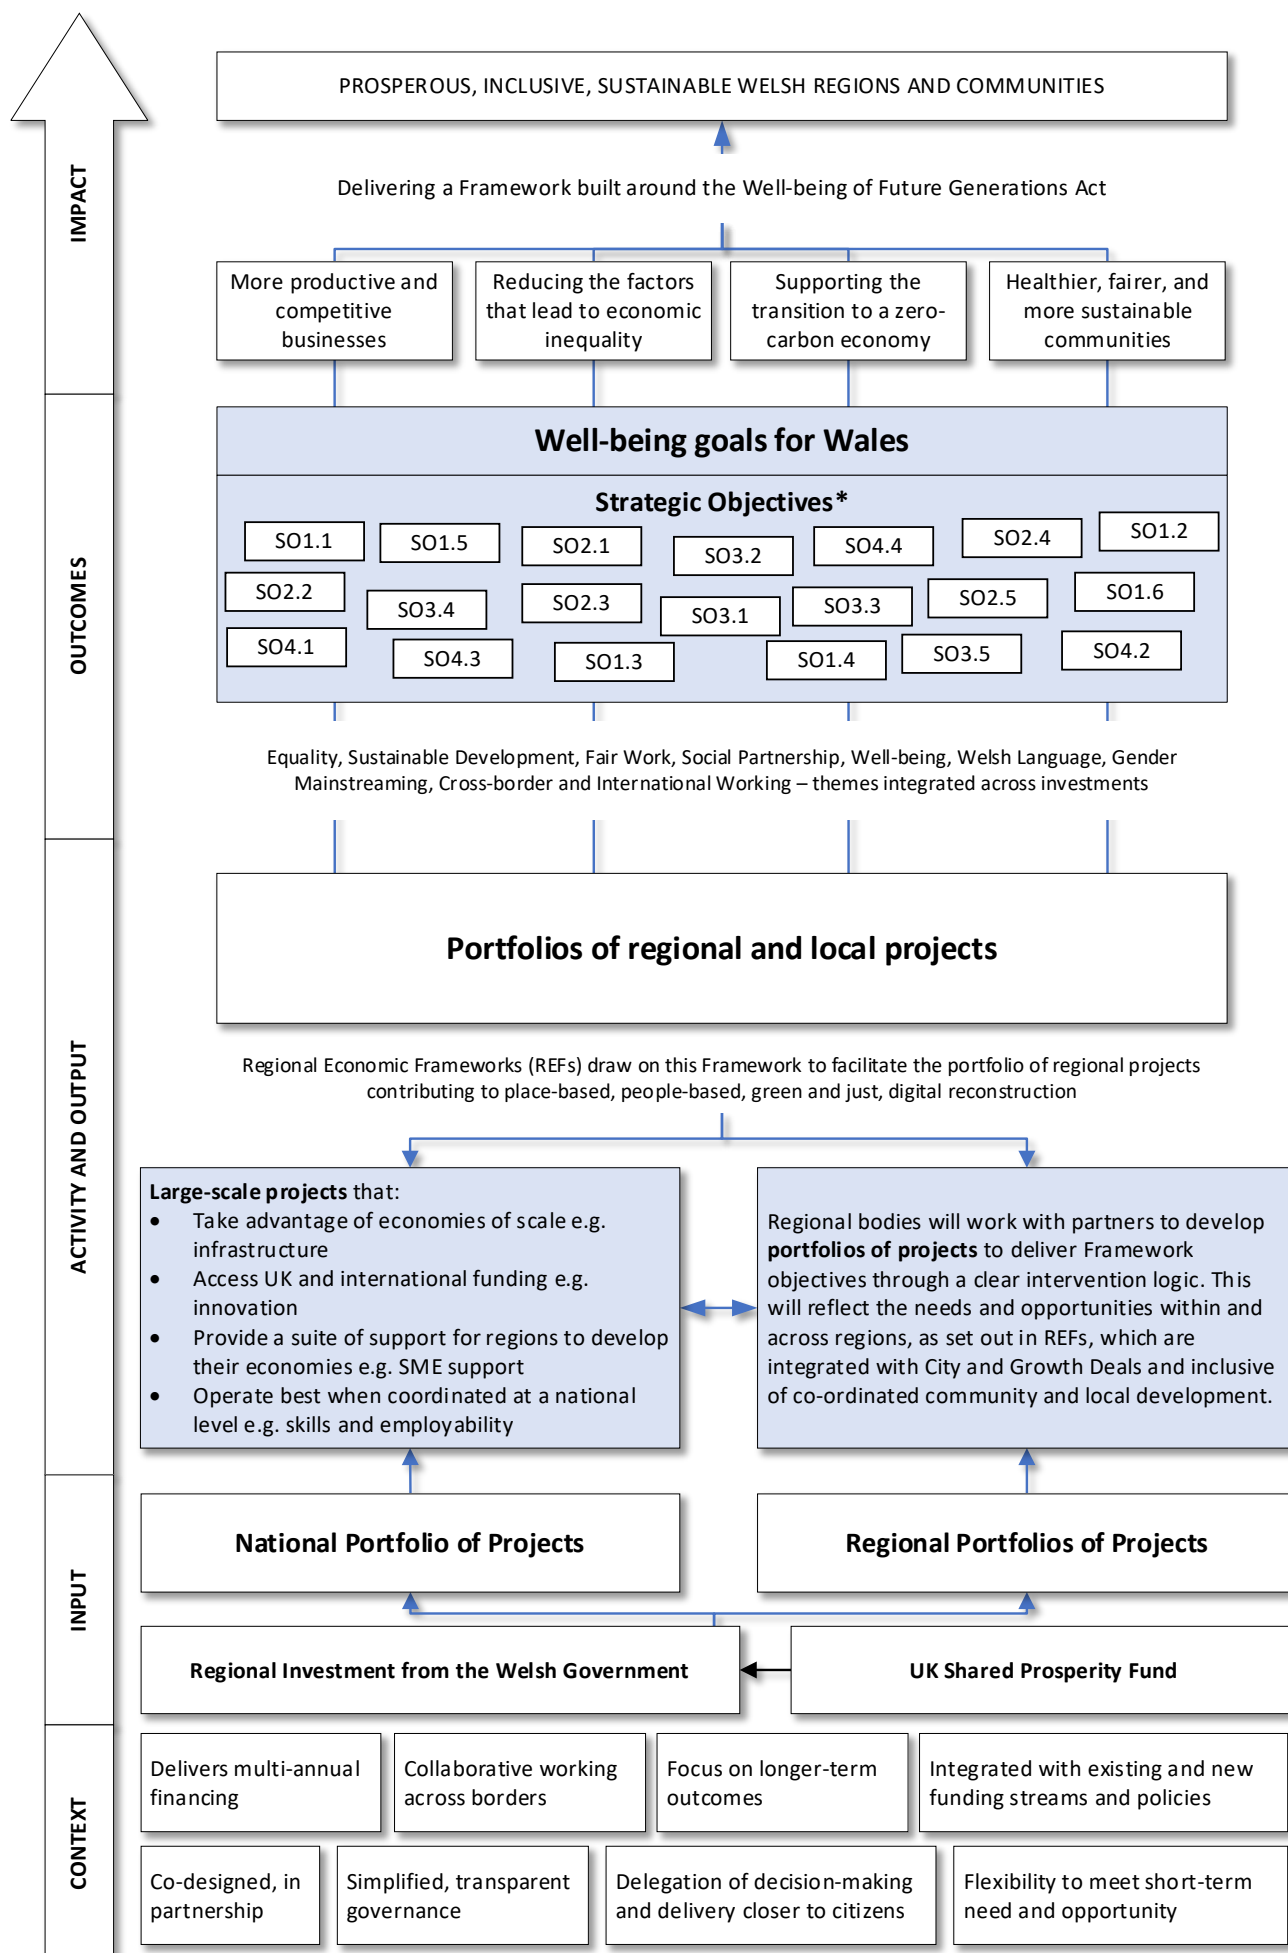 PROSPEROUS, INCLUSIVE, SUSTAINABLE WELSH REGIONS AND COMMUNITIES
IMPACT
Delivering a Framework built around the Well-being of Future Generations Act
More productive and
competitive
businesses
Reducing the factors
that lead to economic
inequality
Supporting the
transition to a zero-
carbon economy
Healthier, fairer, and
more sustainable
communities
OUTCOMES
Well-being goals for Wales
Strategic Objectives*
SO1.1
SO1.5
SO2.1
SO3.2
SO4.4
SO2.4
SO1.2
SO2.2
SO3.4
SO2.3
SO3.1
SO3.3
SO2.5
SO1.6
SO4.1
SO4.3
SO1.3
SO1.4
SO3.5
SO4.2
Equality, Sustainable Development, Fair Work, Social Partnership, Well-being, Welsh Language, Gender
Mainstreaming, Cross-border and International Working – themes integrated across investments
ACTIVITY AND OUTPUT
Portfolios of regional and local projects
Regional Economic Frameworks (REFs) draw on this Framework to facilitate the portfolio of regional projects
contributing to place-based, people-based, green and just, digital reconstruction
Large-scale projects that:
• Take advantage of economies of scale e.g.
infrastructure
• Access UK and international funding e.g.
innovation
• Provide a suite of support for regions to develop
their economies e.g. SME support
• Operate best when coordinated at a national
level e.g. skills and employability
Regional bodies will work with partners to develop
portfolios of projects to deliver Framework
objectives through a clear intervention logic. This
will reflect the needs and opportunities within and
across regions, as set out in REFs, which are
integrated with City and Growth Deals and inclusive
of co-ordinated community and local development.
INPUT
National Portfolio of Projects
Regional Portfolios of Projects
Regional Investment from the Welsh Government
UK Shared Prosperity Fund
CONTEXT
Delivers multi-annual
financing
Collaborative working
across borders
Focus on longer-term
outcomes
Integrated with existing and new
funding streams and policies
Co-designed, in
partnership
Simplified, transparent
governance
Delegation of decision-making
and delivery closer to citizens
Flexibility to meet short-term
need and opportunity